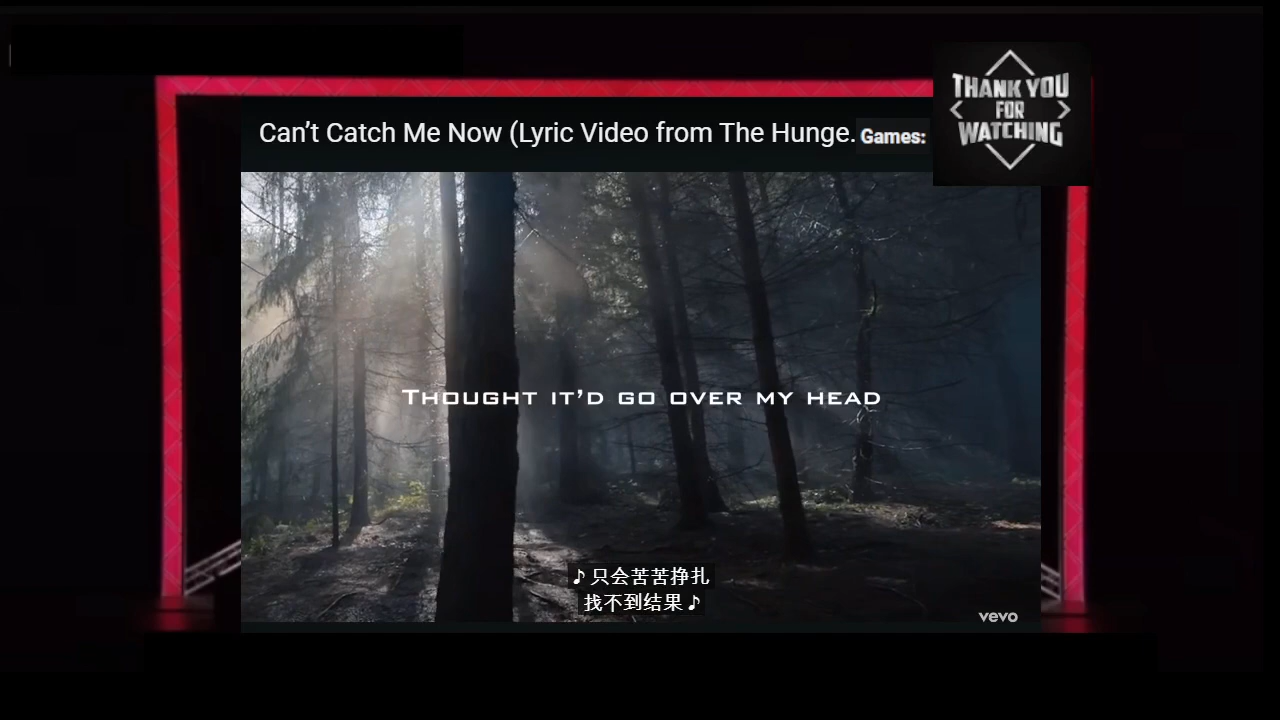 Can’t Catch Me Now (Lyric Video from The Hunge. Games:
THANK YOU
FOR
WATCHING
THOUGHT IT’D GO OVER MY HEAD
♪ 只会苦苦挣扎
找不到结果 ♪
vevo